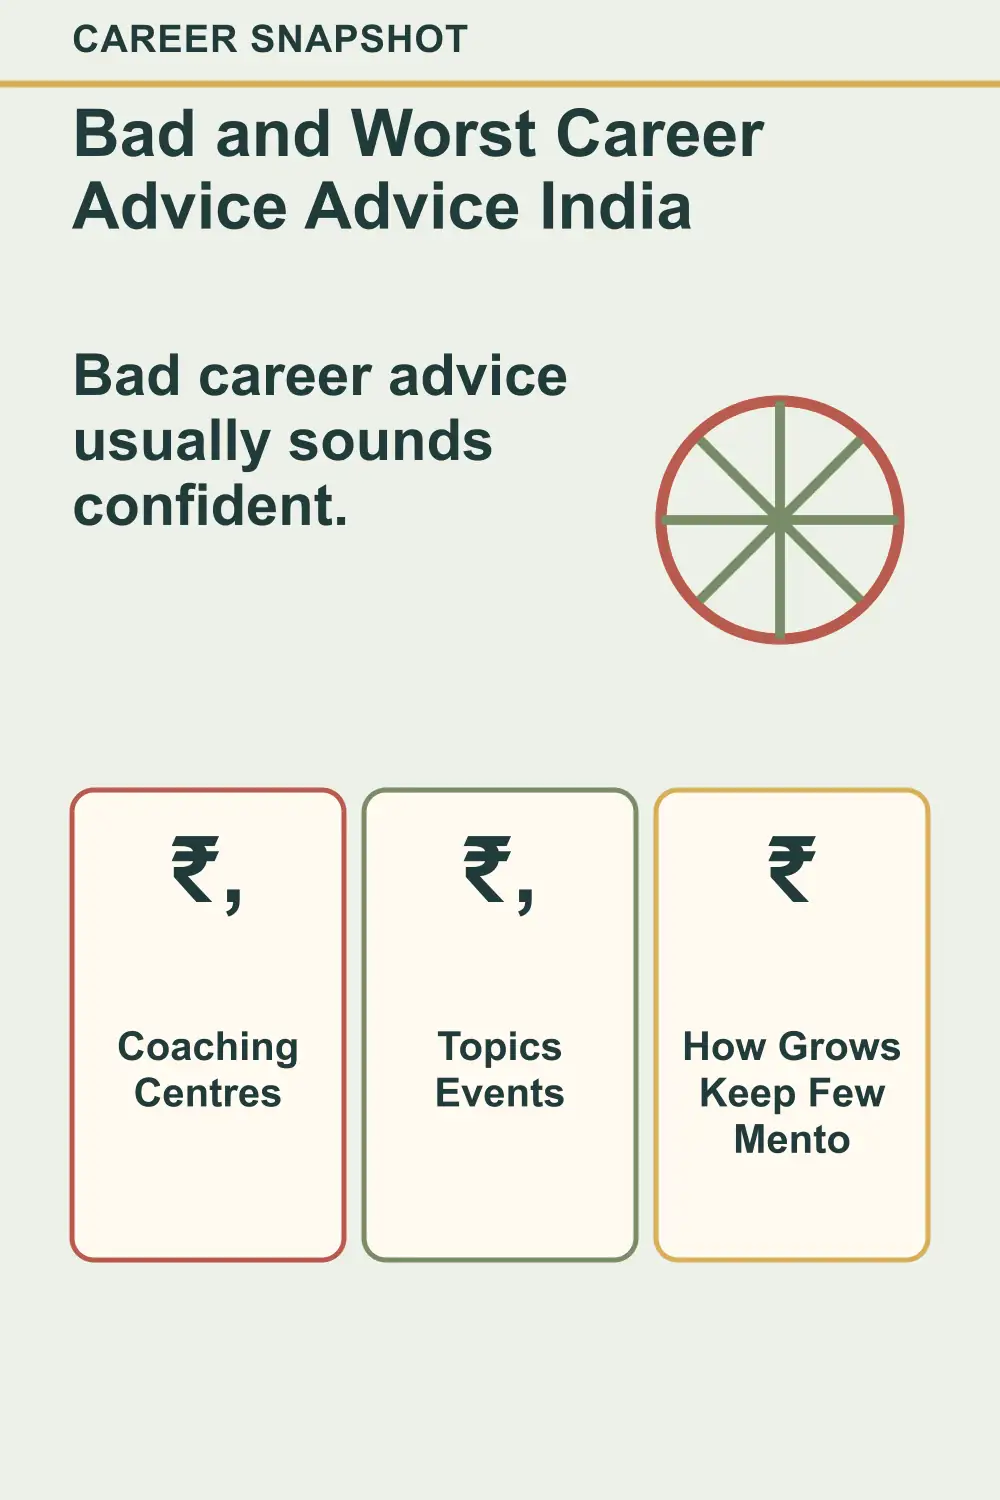 CAREER SNAPSHOT
Bad and Worst Career
Advice Advice India
Bad career advice
usually sounds
confident.
₹,
Coaching
Centres
₹,
Topics
Events
₹
How Grows
Keep Few
Mento